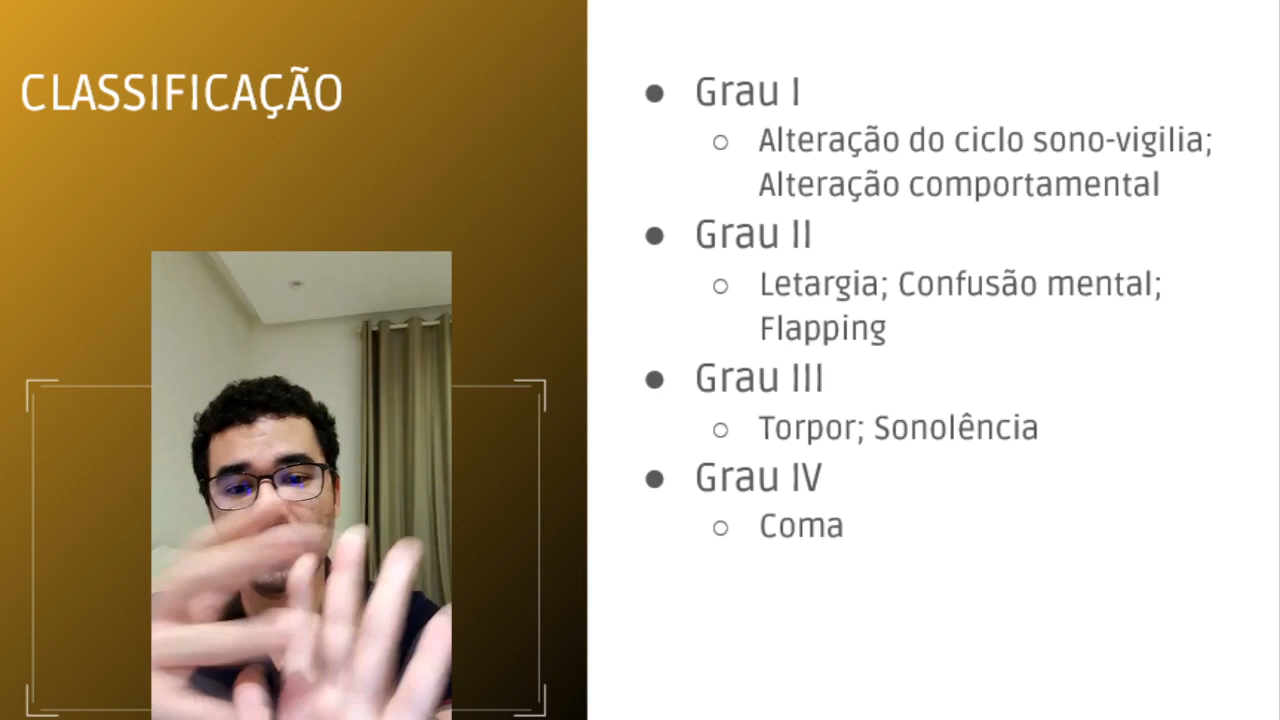 CLASSIFICAÇÃO
● Grau I
○ Alteração do ciclo sono-vigilia;
Alteração comportamental
● Grau II
○ Letargia; Confusão mental;
Flapping
● Grau III
○ Torpor; Sonolência
● Grau IV
○ Coma